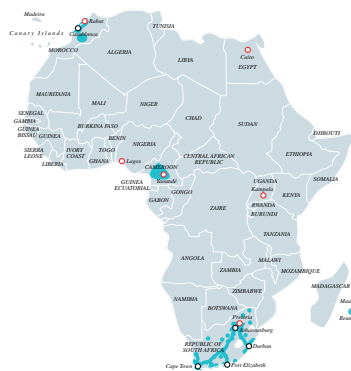 Madeira
Rabat
TUNISIA
Canary Islands
Casablanca
MOROCCO
ALGERIA
LIBYA
Cairo
EGYPT
MAURITANIA
MALI
NIGER
CHAD
SUDAN
SENEGAL
GAMBIA
GUINEA
BISSAU
GUINEA
BURKINA FASO
BENIN
NIGERIA
DJIBOUTI
SIERRA
LEONE
IVORY
COAST
TOGO
GHANA
LIBERIA
Lagos
CENTRAL AFRICAN
REPUBLIC
ETHIOPIA
CAMEROON
Yaoundé
GUINEA
ECUATORIAL
SOMALIA
UGANDA
Kampala
KENYA
GONGO
GABON
ZAIRE
RWANDA
BURUNDI
TANZANIA
ANGOLA
MALAWI
ZAMBIA
MOZAMBIQUE
MADAGASCAR
ZIMBABWE
NAMIBIA
BOTSWANA
Pretoria
Johannesburg
REPUBLIC OF
SOUTH AFRICA
Durban
Cape Town
Port Elizabeth
Mau
Reun